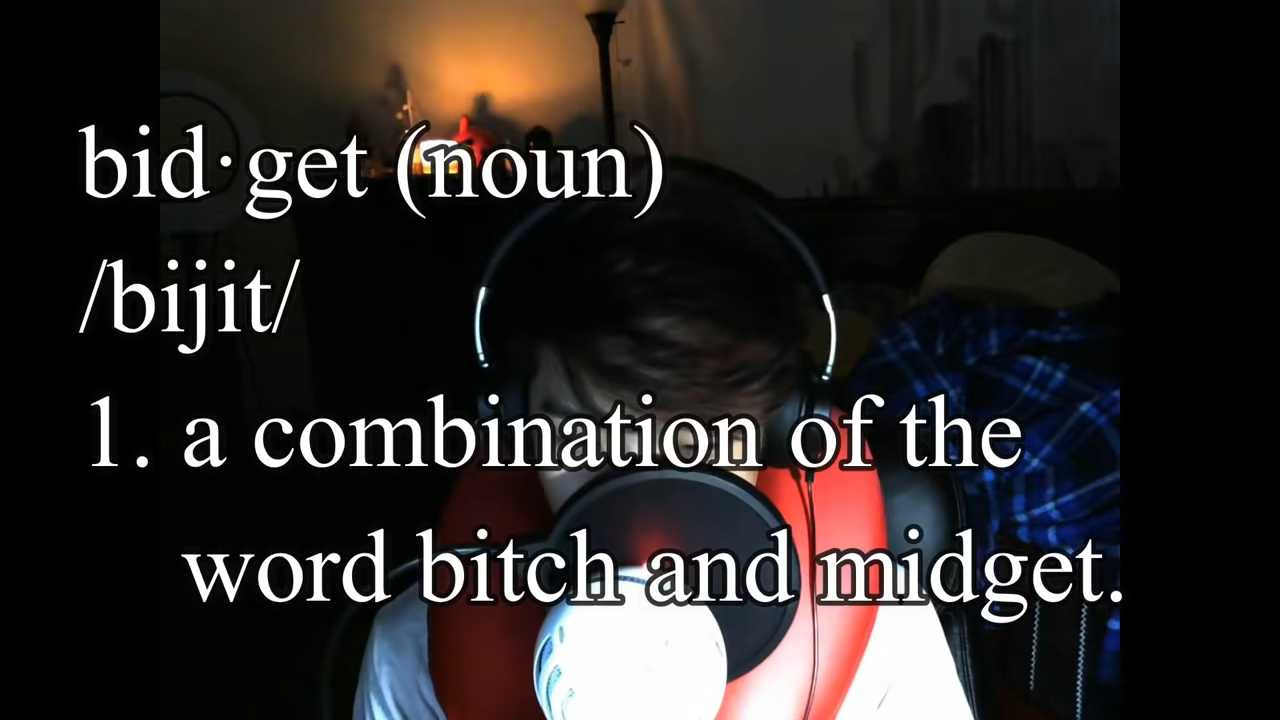 bid·get (noun)
/bijit/
1. a combination of the
word bitch and midget.